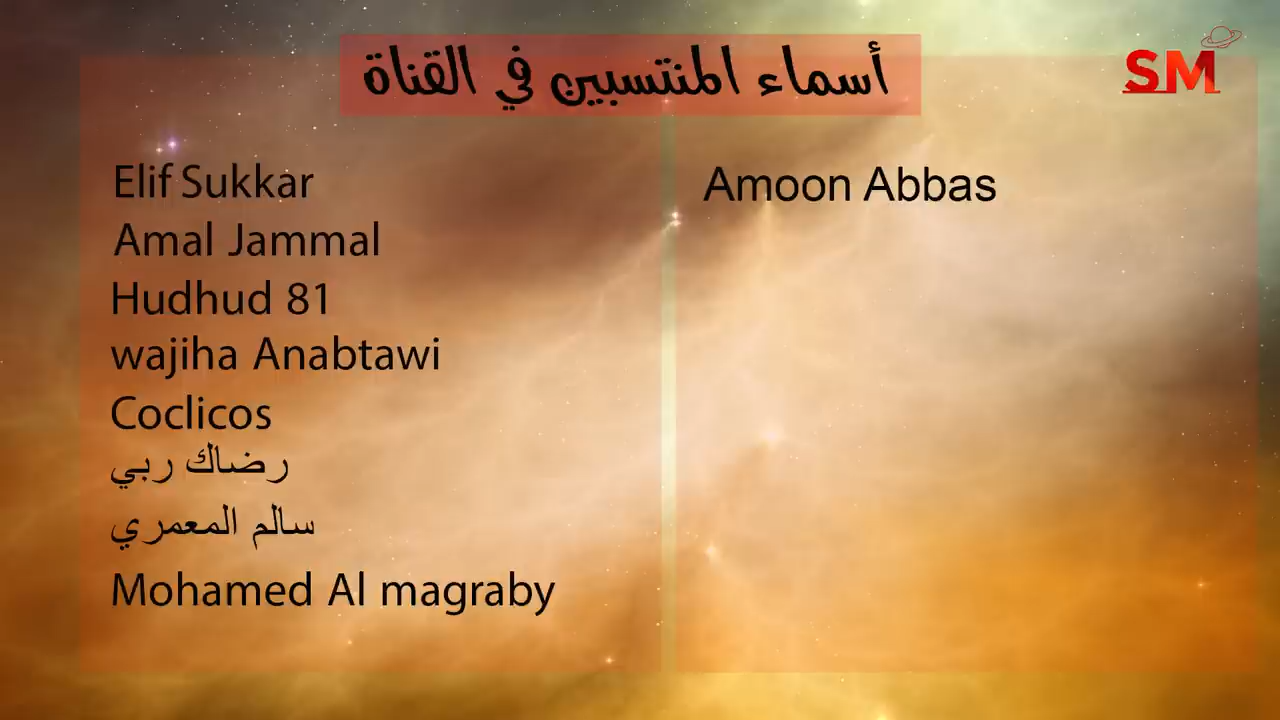 أسماء المنتسبين في القناة
SM
Elif Sukkar
Amal Jammal
Hudhud 81
wajiha Anabtawi
Coclicos
رضاك ربي
سالم المعمري
Mohamed Al magraby
Amoon Abbas